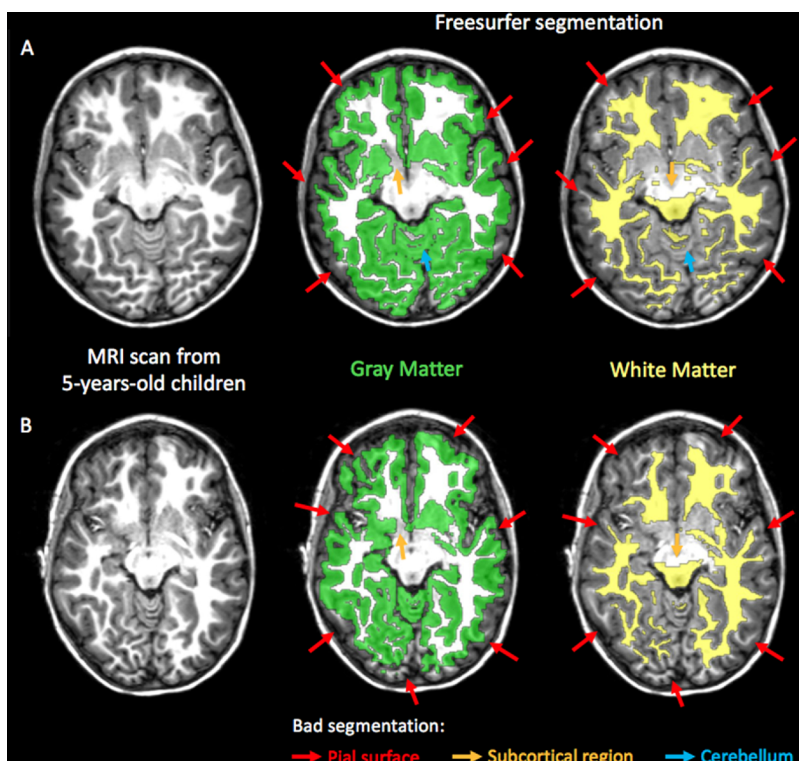 Freesurfer segmentation
A
MRI scan from
5-years-old children
Gray Matter
White Matter
B
Bad segmentation:
Pial surface
Subcortical region
Cerebellum